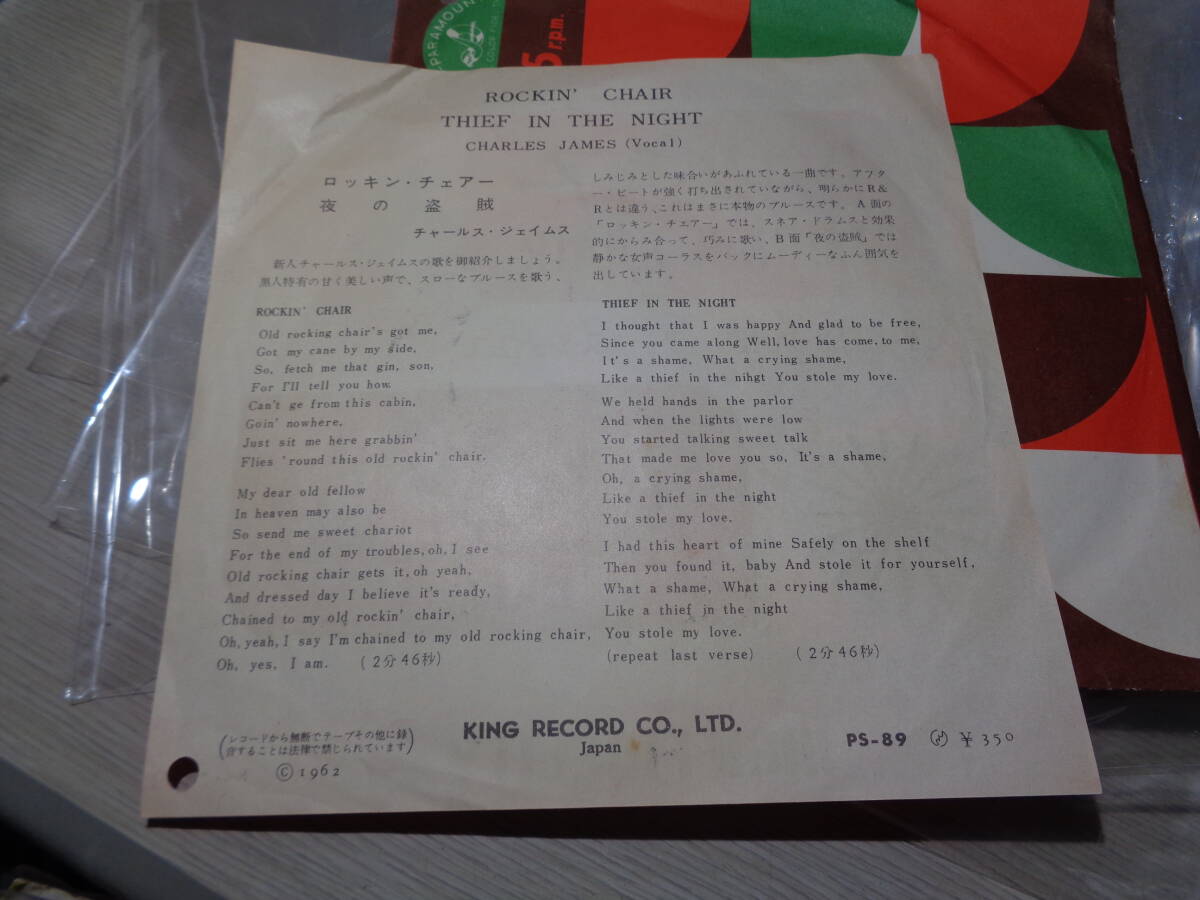 PARAMOUNT
5 r.p.m.
ROCKIN' CHAIR
THIEF IN THE NIGHT
CHARLES JAMES (Vocal)
ロッキン・チェアー
夜の盗賊
チャールス・ジェイムス
新人チャールス・ジェイムスの歌を御紹介しましょう。
黒人特有の甘く美しい声で、スローなブルースを歌う、
しみじみとした味合いがあふれている一曲です。アフタ
ー・ビートが強く打ち出されていながら、明らかにR&
Rとは違う、これはまさに本物のブルースです。A面の
「ロッキン・チェアー」では、スネア・ドラムスと効果
的にからみ合って、巧みに歌い、B面「夜の盗賊」では
静かな女声コーラスをバックにムーディーなふん囲気を
出しています。
ROCKIN' CHAIR
Old rocking chair's got me,
Got my cane by my side,
So, fetch me that gin, son,
For I'll tell you how.
Can't ge from this cabin,
Goin' nowhere,
Just sit me here grabbin'
Flies 'round this old rockin' chair.
My dear old fellow
In heaven may also be
So send me sweet chariot
For the end of my troubles, oh, I see
Old rocking chair gets it, oh yeah,
And dressed day I believe it's ready,
Chained to my old rockin' chair,
Oh, yeah, I say I'm chained to my old rocking chair,
Oh, yes, I am. (2分46秒)
THIEF IN THE NIGHT
I thought that I was happy And glad to be free,
Since you came along Well, love has come, to me,
It's a shame, What a crying shame,
Like a thief in the nihgt You stole my love.
We held hands in the parlor
And when the lights were low
You started talking sweet talk
That made me love you so, It's a shame,
Oh, a crying shame,
Like a thief in the night
You stole my love.
I had this heart of mine Safely on the shelf
Then you found it, baby And stole it for yourself,
What a shame, What a crying shame,
Like a thief in the night
You stole my love.
(repeat last verse) (2分46秒)
(レコードから無断でテープその他に録
音することは法律で禁じられています)
©1962
KING RECORD CO., LTD.
Japan
PS-89 ¥350